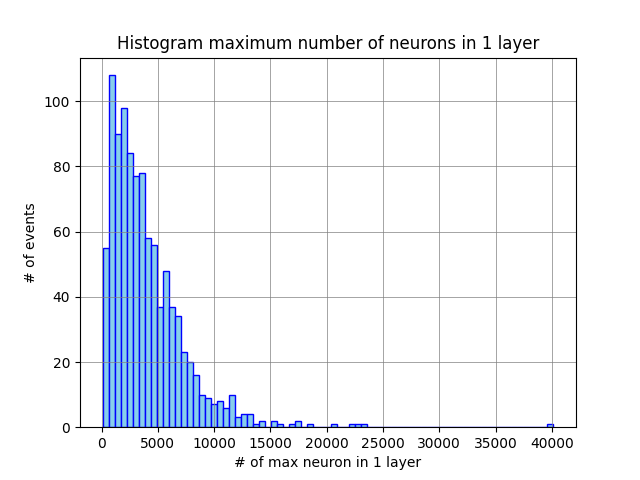 Histogram maximum number of neurons in 1 layer
100
80
60
40
20
0
# of events
0 5000 10000 15000 20000 25000 30000 35000 40000
# of max neuron in 1 layer